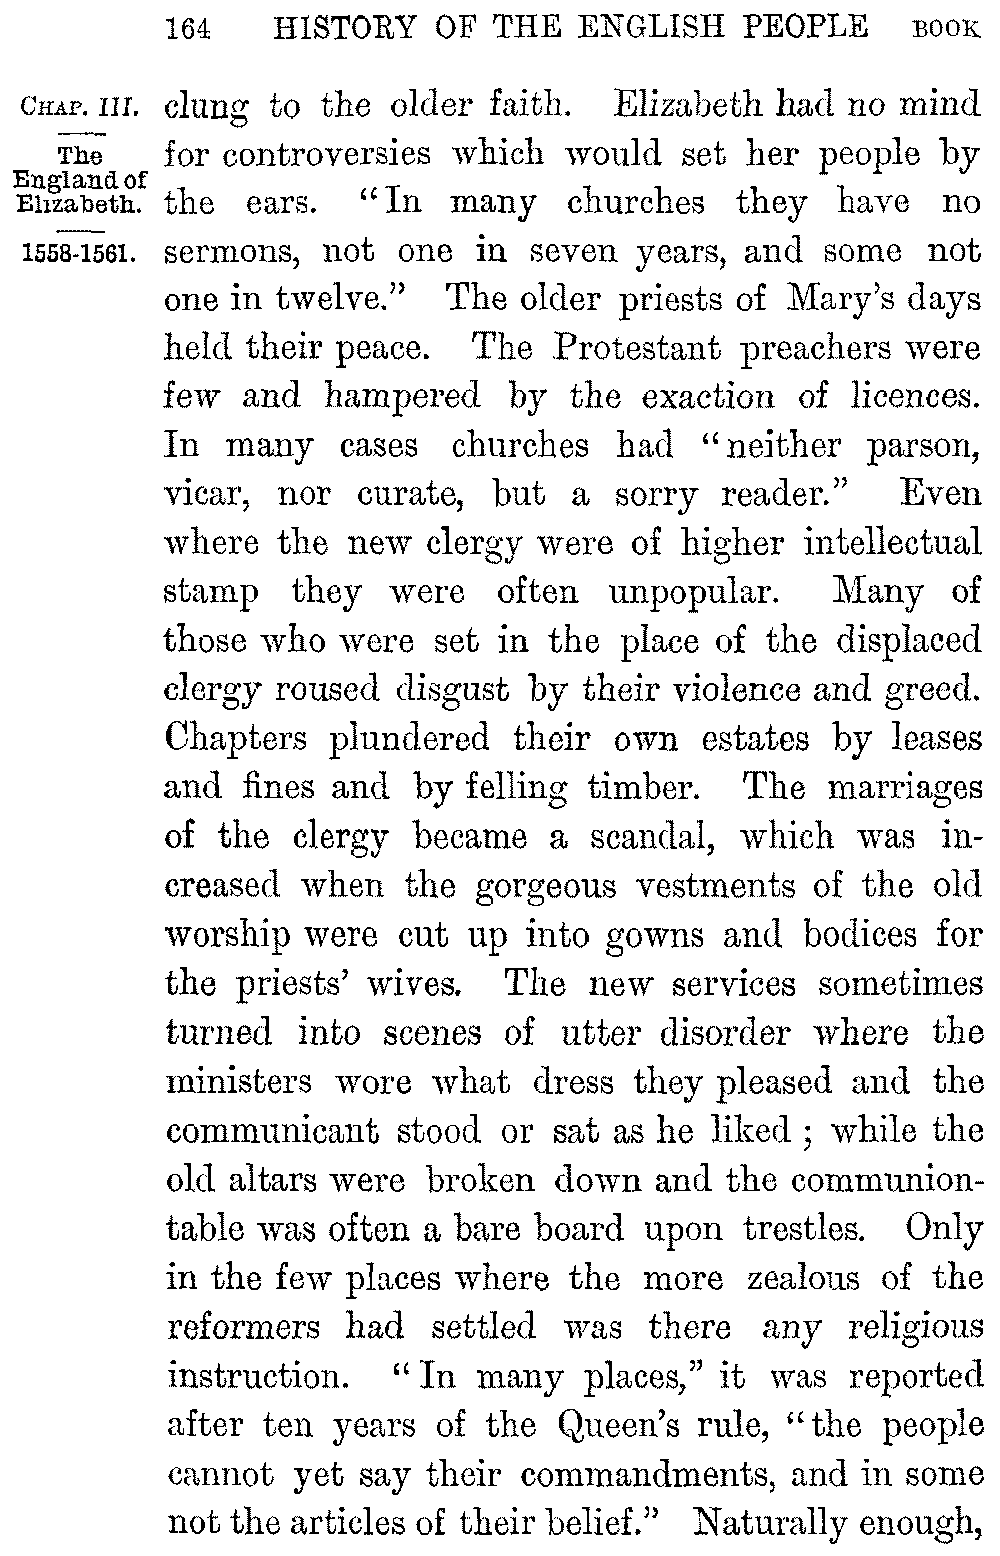 164 HISTORY OF THE ENGLISH PEOPLE BOOK
CHAP. III.
The
England of
Elizabeth.
1558-1561.
clung to the older faith. Elizabeth had no mind
for controversies which would set her people by
the ears. "In many churches they have no
sermons, not one in seven years, and some not
one in twelve." The older priests of Mary's days
held their peace. The Protestant preachers were
few and hampered by the exaction of licences.
In many cases churches had "neither parson,
vicar, nor curate, but a sorry reader." Even
where the new clergy were of higher intellectual
stamp they were often unpopular. Many of
those who were set in the place of the displaced
clergy roused disgust by their violence and greed.
Chapters plundered their own estates by leases
and fines and by felling timber. The marriages
of the clergy became a scandal, which was in-
creased when the gorgeous vestments of the old
worship were cut up into gowns and bodices for
the priests' wives. The new services sometimes
turned into scenes of utter disorder where the
ministers wore what dress they pleased and the
communicant stood or sat as he liked ; while the
old altars were broken down and the communion-
table was often a bare board upon trestles. Only
in the few places where the more zealous of the
reformers had settled was there any religious
instruction. "In many places," it was reported
after ten years of the Queen's rule, "the people
cannot yet say their commandments, and in some
not the articles of their belief." Naturally enough,